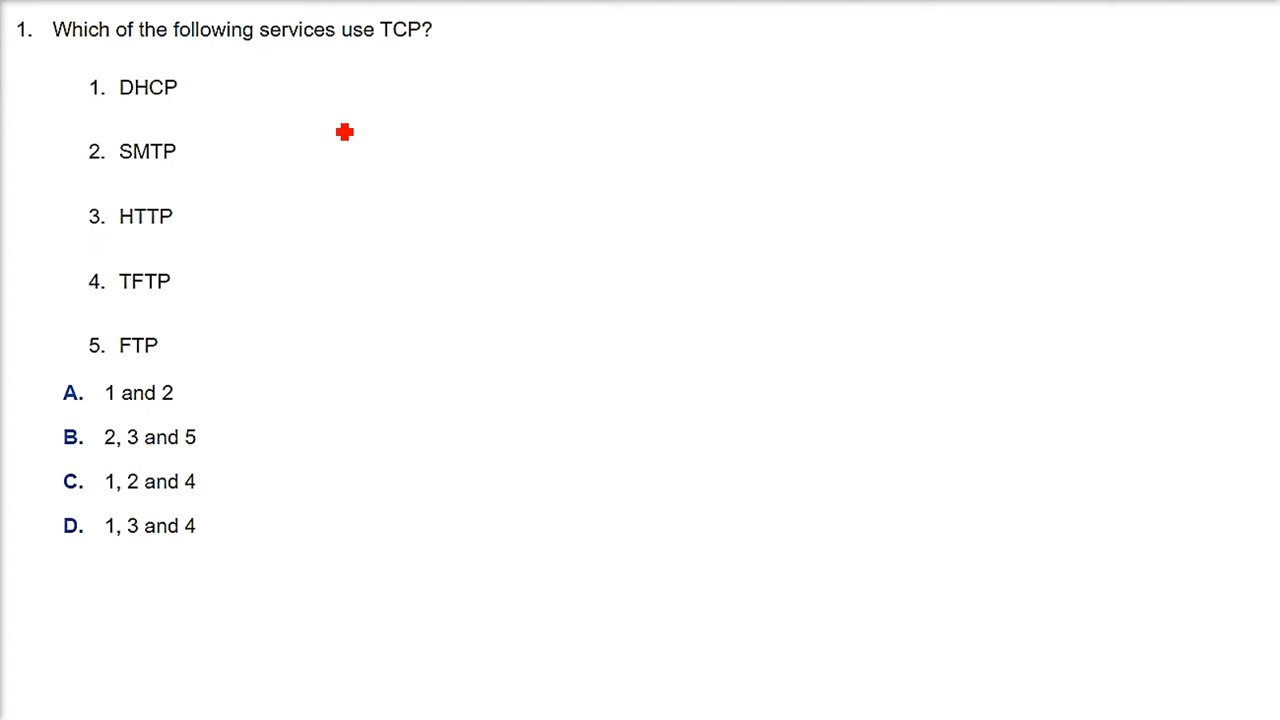 1. Which of the following services use TCP?
1. DHCP
2. SMTP
3. HTTP
4. TFTP
5. FTP
A. 1 and 2
B. 2, 3 and 5
C. 1, 2 and 4
D. 1, 3 and 4